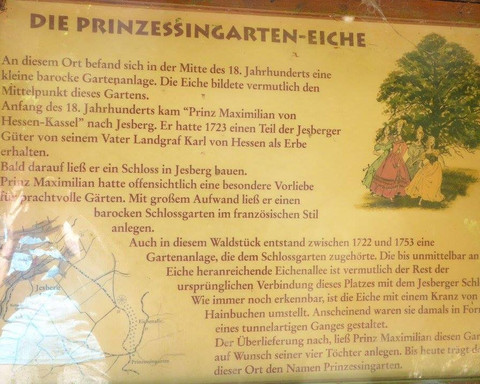 DIE PRINZESSINGARTEN-EICHE
An diesem Ort befand sich in der Mitte des 18. Jahrhunderts eine
kleine barocke Gartenanlage. Die Eiche bildete vermutlich den
Mittelpunkt dieses Gartens.
Anfang des 18. Jahrhunderts kam "Prinz Maximilian von
Hessen-Kassel" nach Jesberg. Er hatte 1723 einen Teil der Jesberger
Güter von seinem Vater Landgraf Karl von Hessen als Erbe
erhalten.
Bald darauf ließ er ein Schloss in Jesberg bauen.
Prinz Maximilian hatte offensichtlich eine besondere Vorliebe
für prachtvolle Gärten. Mit großem Aufwand ließ er einen
barocken Schlossgarten im französischen Stil
anlegen.
Auch in diesem Waldstück entstand zwischen 1722 und 1753 eine
Gartenanlage, die dem Schlossgarten zugehörte. Die bis unmittelbar an
Eiche heranreichende Eichenallee ist vermutlich der Rest der
ursprünglichen Verbindung dieses Platzes mit dem Jesberger Schl
Wie immer noch erkennbar, ist die Eiche mit einem Kranz von
Hainbuchen umstellt. Anscheinend waren sie damals in Forn
eines tunnelartigen Ganges gestaltet.
Der Überlieferung nach, ließ Prinz Maximilian diesen Gar
auf Wunsch seiner vier Töchter anlegen. Bis heute trägt de
dieser Ort den Namen Prinzessingarten.
Jesberg
Prinzessingarten